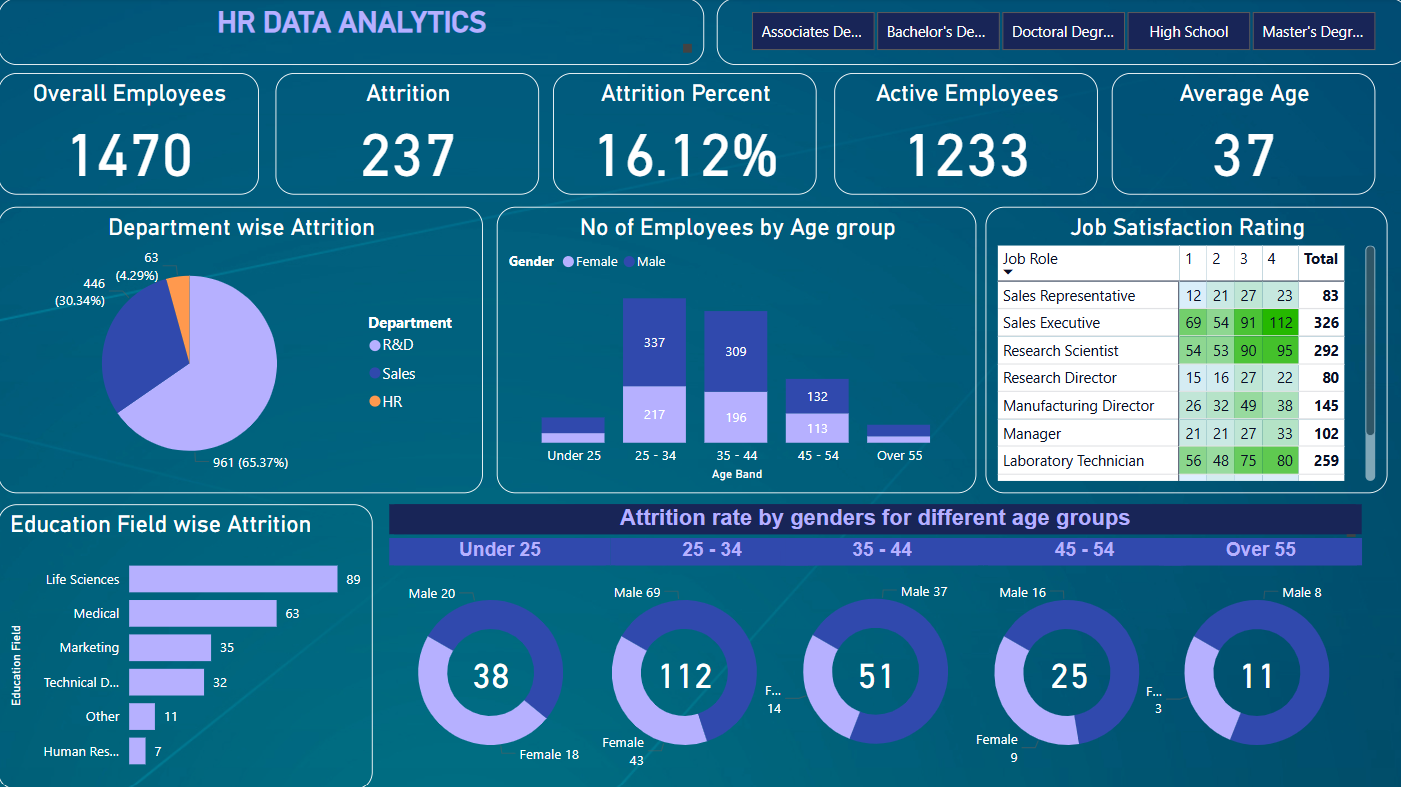 HR DATA ANALYTICS
Associates De...
Bachelor's De...
Doctoral Degr...
High School
Master's Degr...
Overall Employees
1470
Attrition
237
Attrition Percent
16.12%
Active Employees
1233
Average Age
37
Department wise Attrition
63
(4.29%)
446
(30.34%)
961 (65.37%)
Department
R&D
Sales
HR
No of Employees by Age group
Gender Female Male
337 309 132
217 196 113
Under 25 25 - 34 35 - 44 45 - 54 Over 55
Age Band
Job Satisfaction Rating
Job Role 1 2 3 4 Total
Sales Representative 12 21 27 23 83
Sales Executive 69 54 91 112 326
Research Scientist 54 53 90 95 292
Research Director 15 16 27 22 80
Manufacturing Director 26 32 49 38 145
Manager 21 21 27 33 102
Laboratory Technician 56 48 75 80 259
Education Field wise Attrition
Education Field
Life Sciences 89
Medical 63
Marketing 35
Technical D... 32
Other 11
Human Res... 7
Attrition rate by genders for different age groups
Under 25 25 - 34 35 - 44 45 - 54 Over 55
Male 20
38
Female 18
Male 69
112
Female
43
Male 37
51
F...
14
Male 16
25
Female
9
Male 8
11
F...
3